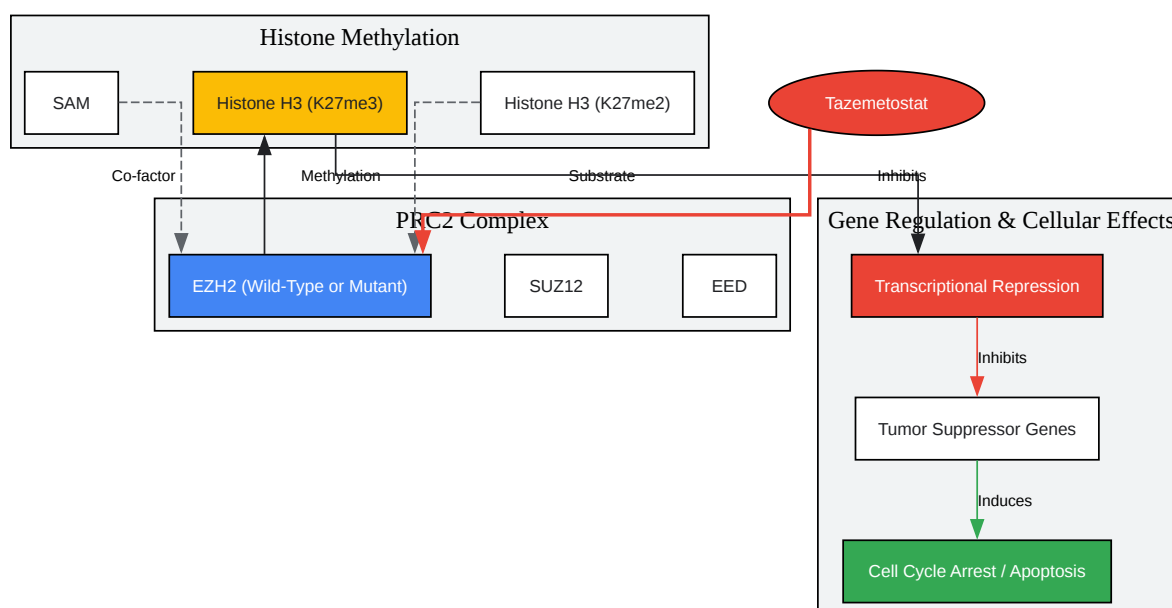 Histone Methylation
SAM
Histone H3 (K27me3)
Histone H3 (K27me2)
Tazemetostat
Co-factor
Methylation
Substrate
Inhibits
PRC2 Complex
Gene Regulation & Cellular Effects
EZH2 (Wild-Type or Mutant)
SUZ12
EED
Transcriptional Repression
Inhibits
Tumor Suppressor Genes
Induces
Cell Cycle Arrest / Apoptosis